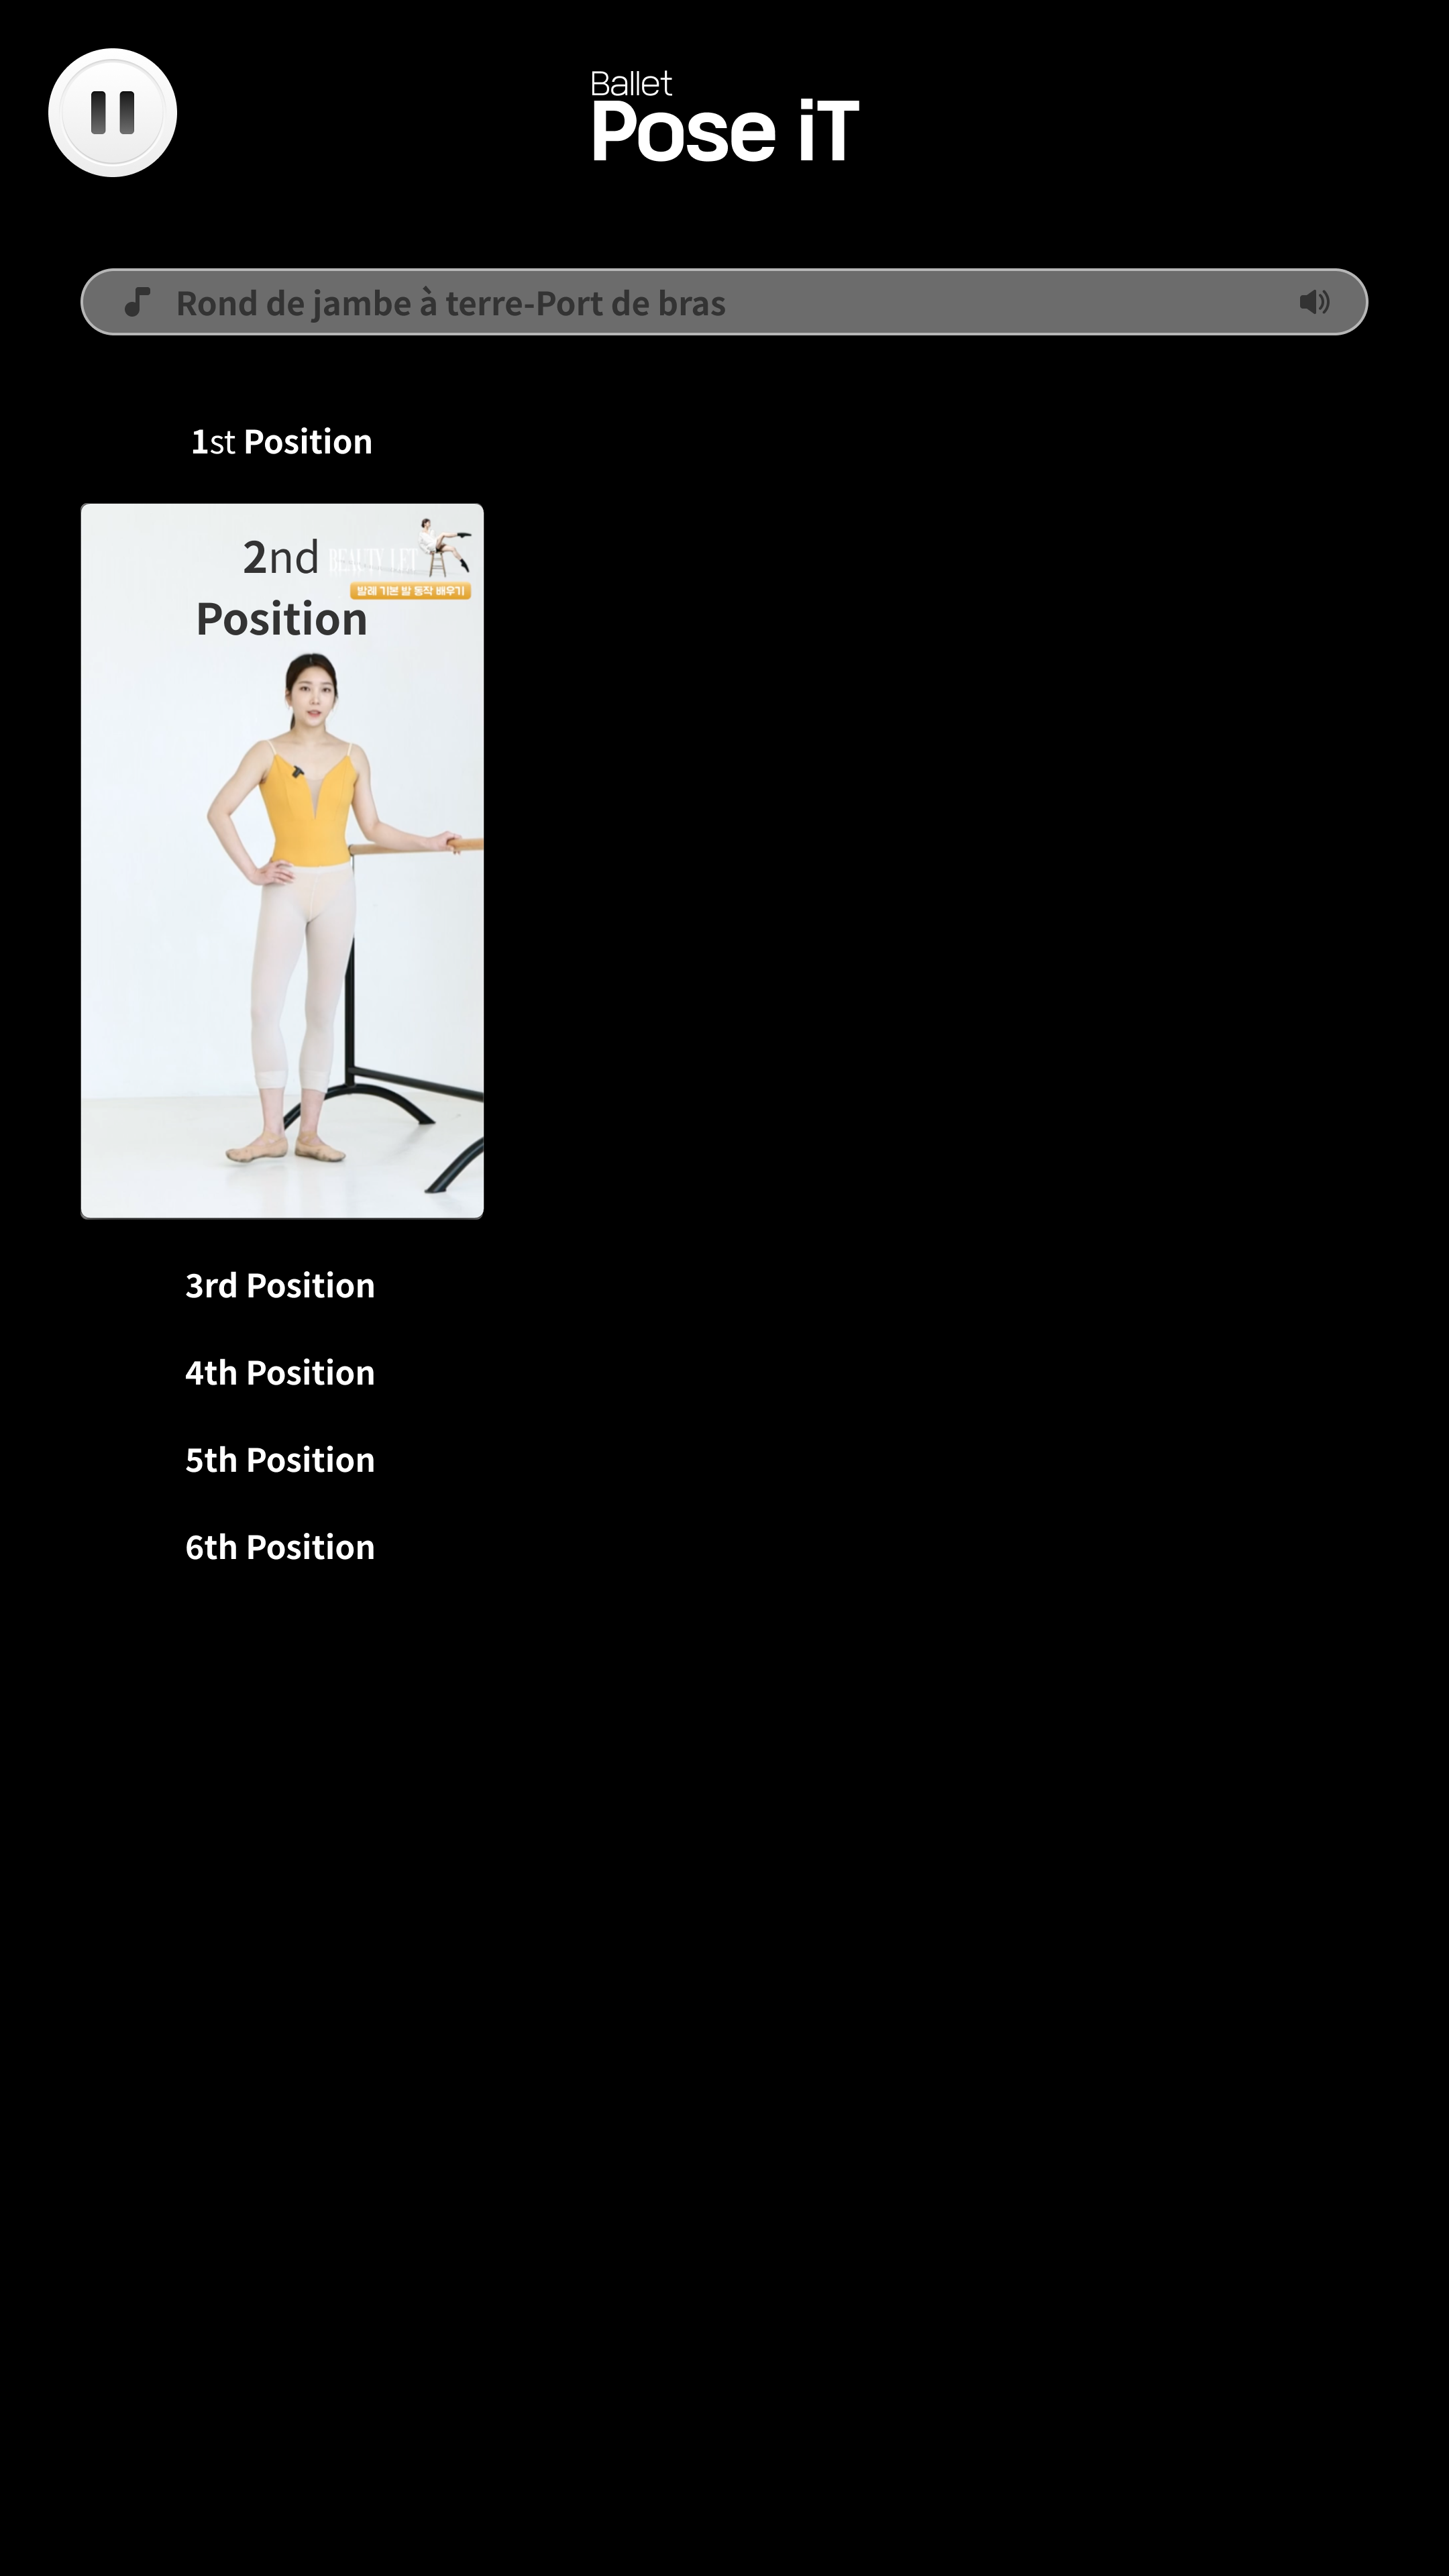 Ballet
Pose iT
Rond de jambe à terre-Port de bras
1st Position
2nd
BEAUTY LET
발레 기본 발 동작 배우기
Position
3rd Position
4th Position
5th Position
6th Position